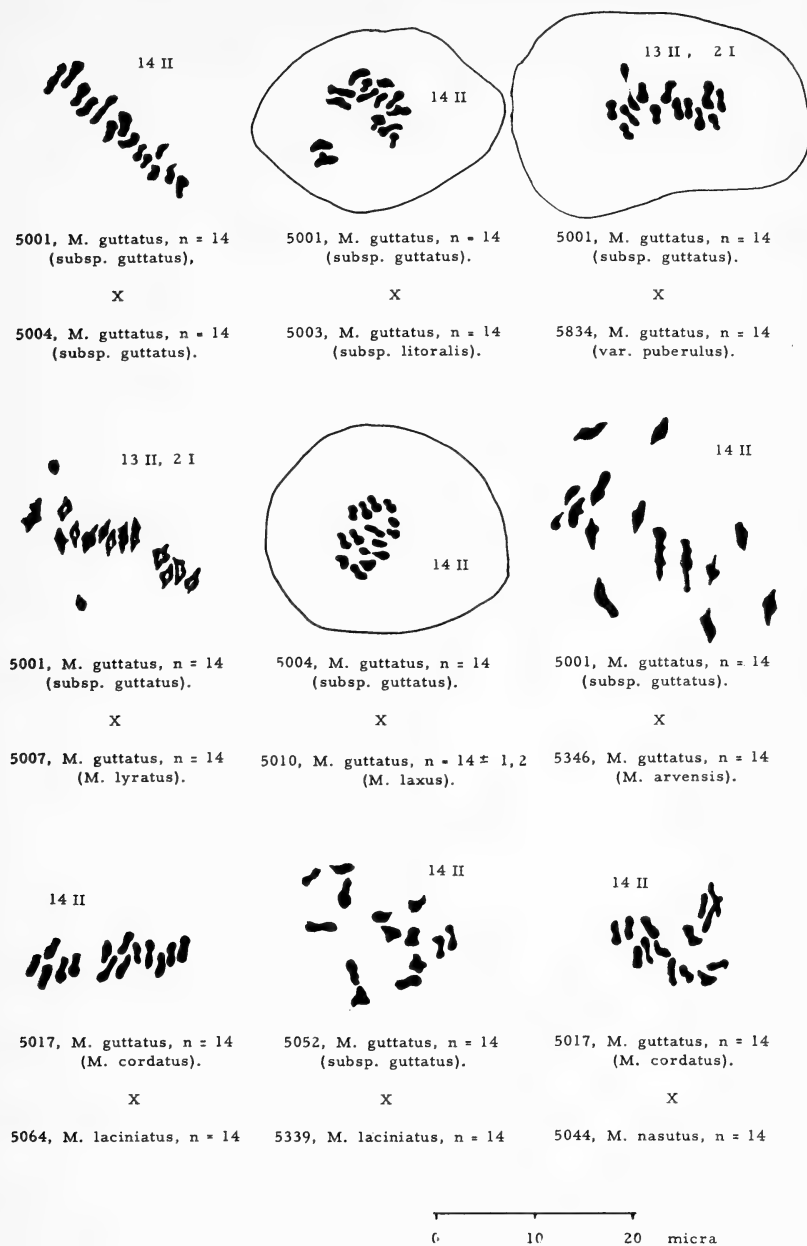 14 II
5001, M. guttatus, n = 14
(subsp. guttatus),
X
5004, M. guttatus, n = 14
(subsp. guttatus).
14 II
5001, M. guttatus, n = 14
(subsp. guttatus).
X
5003, M. guttatus, n = 14
(subsp. litoralis).
13 II, 2 I
5001, M. guttatus, n = 14
(subsp. guttatus).
X
5834, M. guttatus, n = 14
(var. puberulus).
13 II, 2 I
5001, M. guttatus, n = 14
(subsp. guttatus).
X
5007, M. guttatus, n = 14
(M. lyratus).
14 II
5004, M. guttatus, n = 14
(subsp. guttatus).
X
5010, M. guttatus, n = 14 ± 1, 2
(M. laxus).
14 II
5001, M. guttatus, n = 14
(subsp. guttatus).
X
5346, M. guttatus, n = 14
(M. arvensis).
14 II
5017, M. guttatus, n = 14
(M. cordatus).
X
5064, M. laciniatus, n = 14
14 II
5052, M. guttatus, n = 14
(subsp. guttatus).
X
5339, M. laciniatus, n = 14
14 II
5017, M. guttatus, n = 14
(M. cordatus).
X
5044, M. nasutus, n = 14
0 10 20 micra